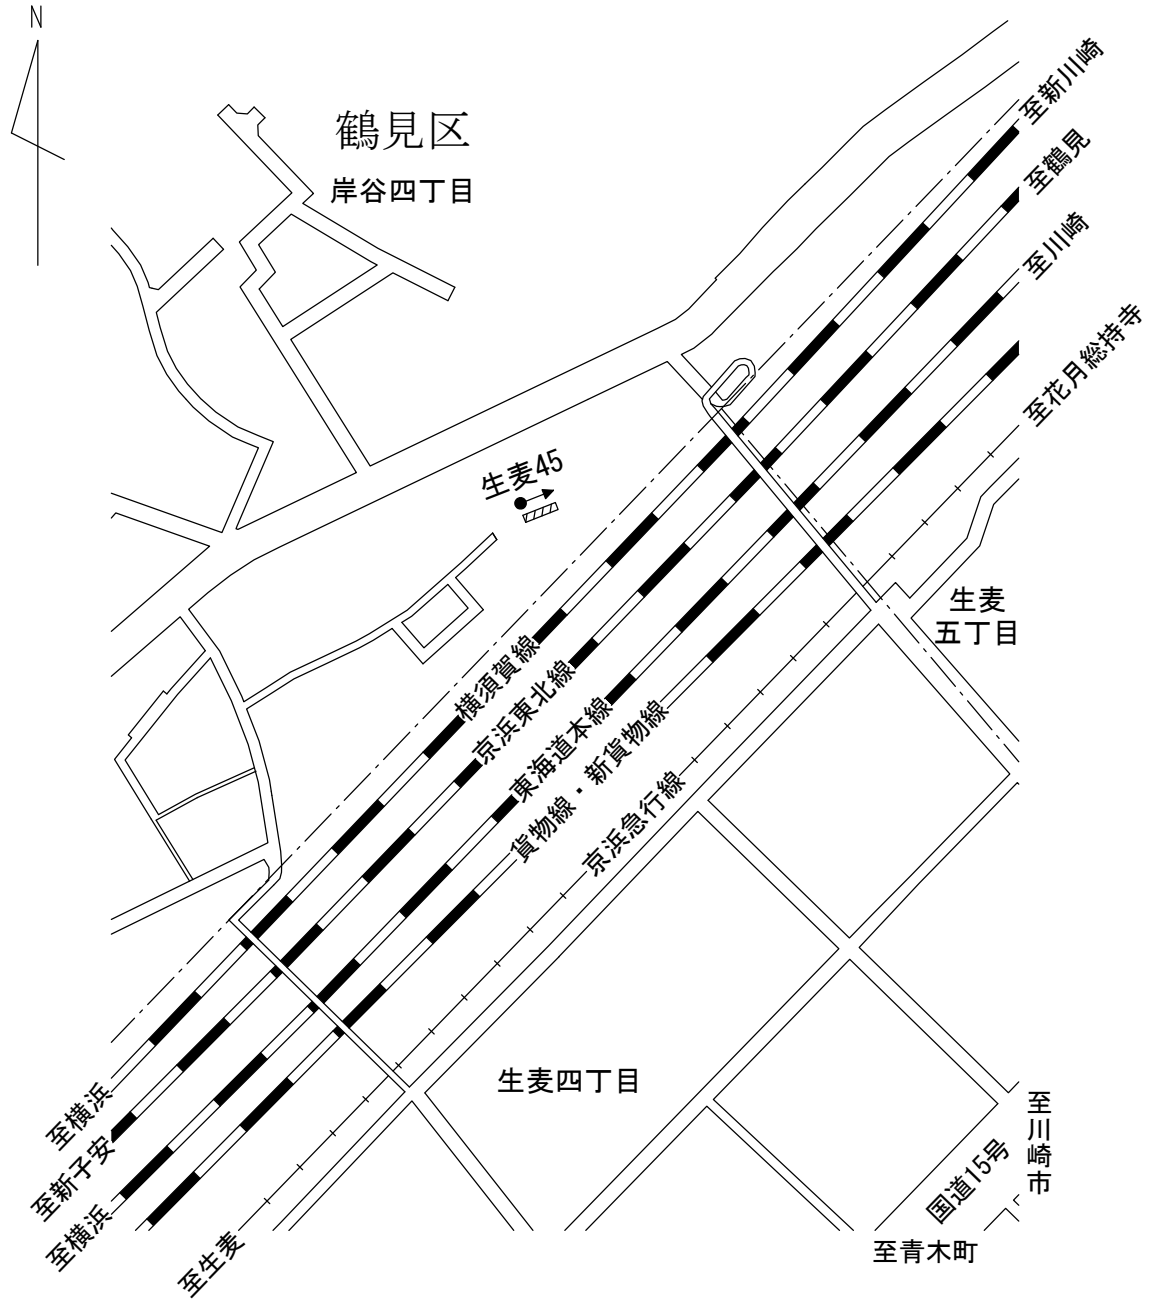 N
鶴見区
岸谷四丁目
至新川崎
至鶴見
至川崎
至花月総持寺
生麦45
生麦
五丁目
横須賀線
京浜東北線
東海道本線
貨物線・新貨物線
京浜急行線
生麦四丁目
至横浜
至新子安
至横浜
至生麦
国道15号
至川崎市
至青木町